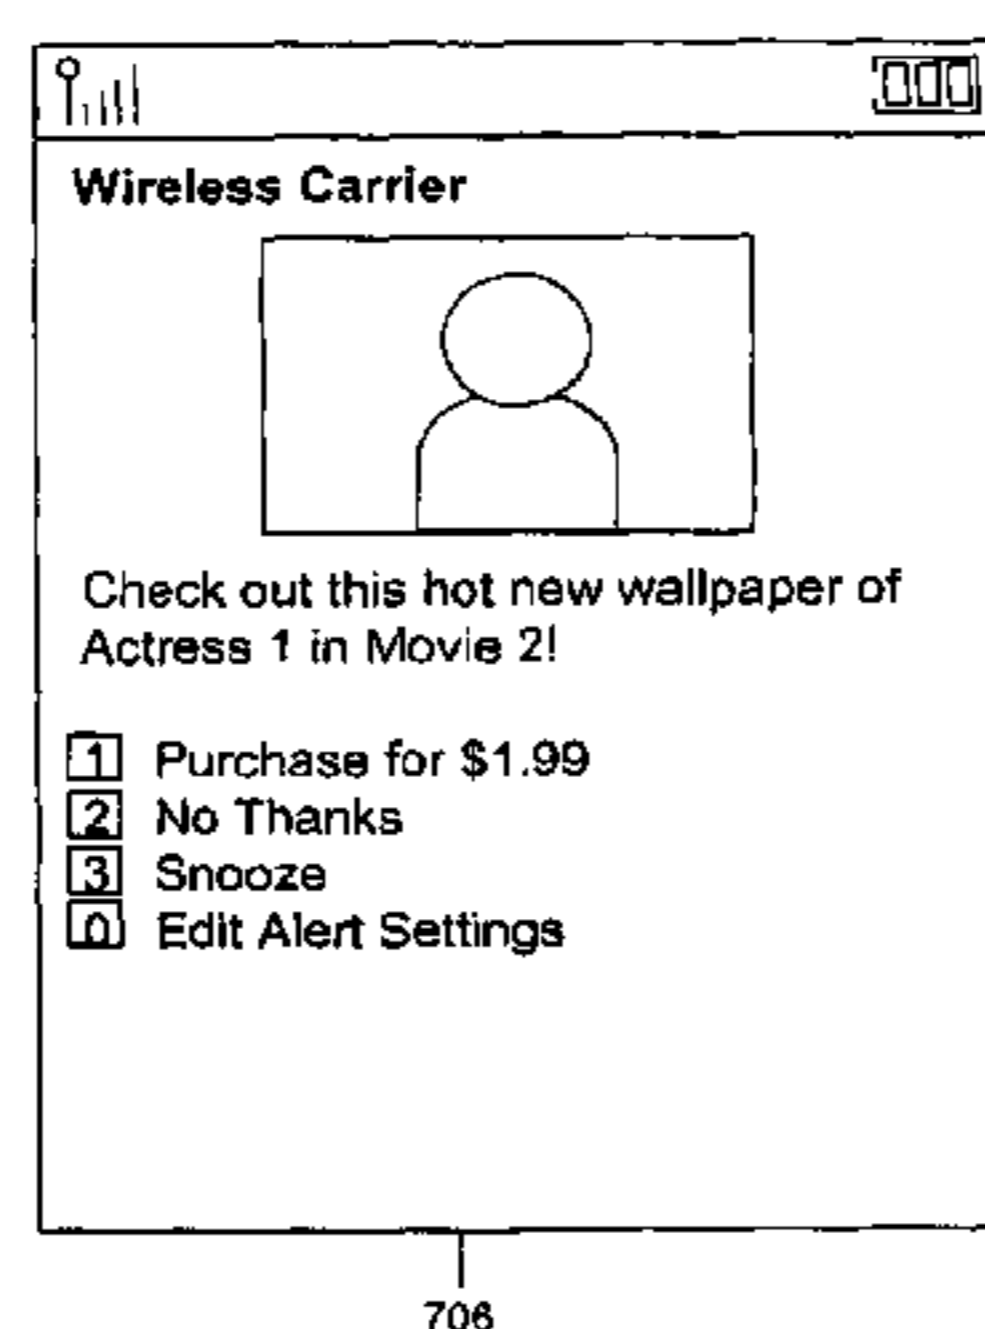 Wireless Carrier
Check out this hot new wallpaper of
Actress 1 in Movie 2!
1 Purchase for $1.99
2 No Thanks
3 Snooze
0 Edit Alert Settings
706